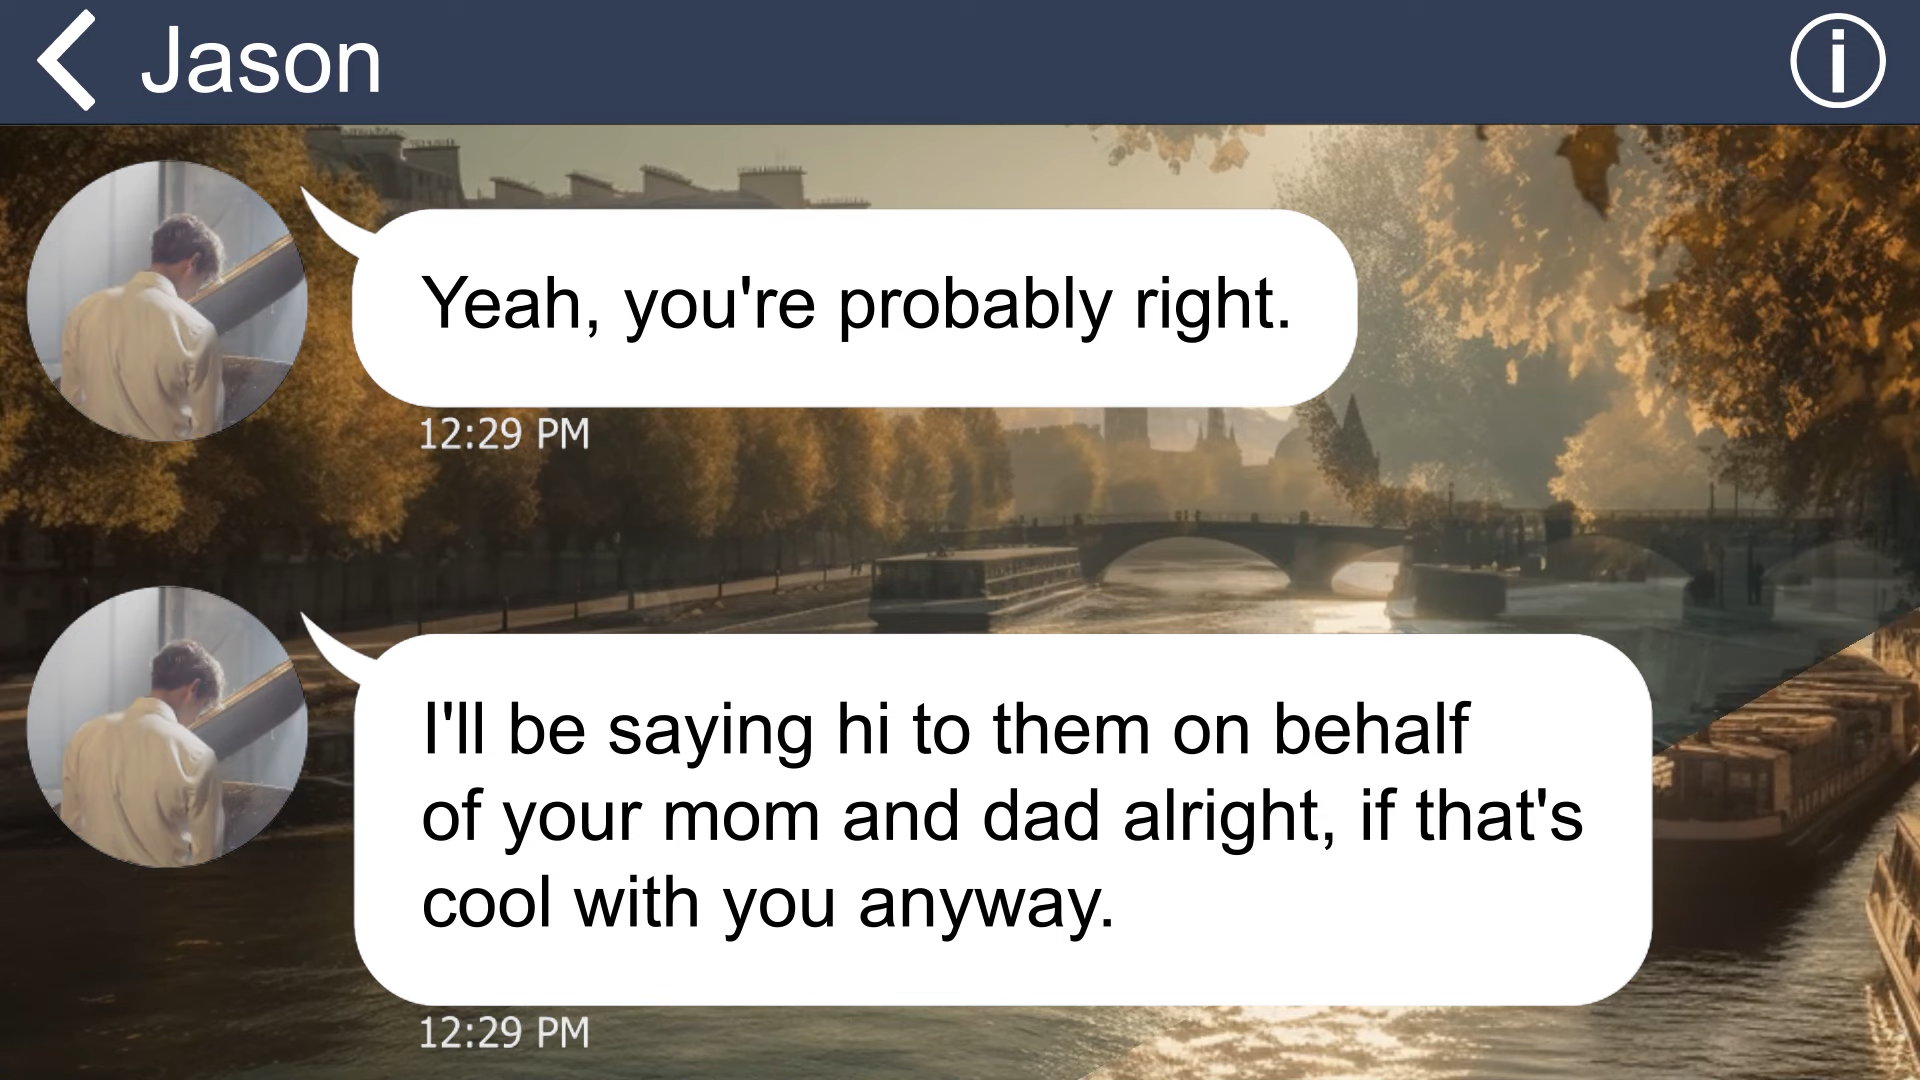 Jason
Yeah, you're probably right.
12:29 PM
I'll be saying hi to them on behalf
of your mom and dad alright, if that's
cool with you anyway.
12:29 PM